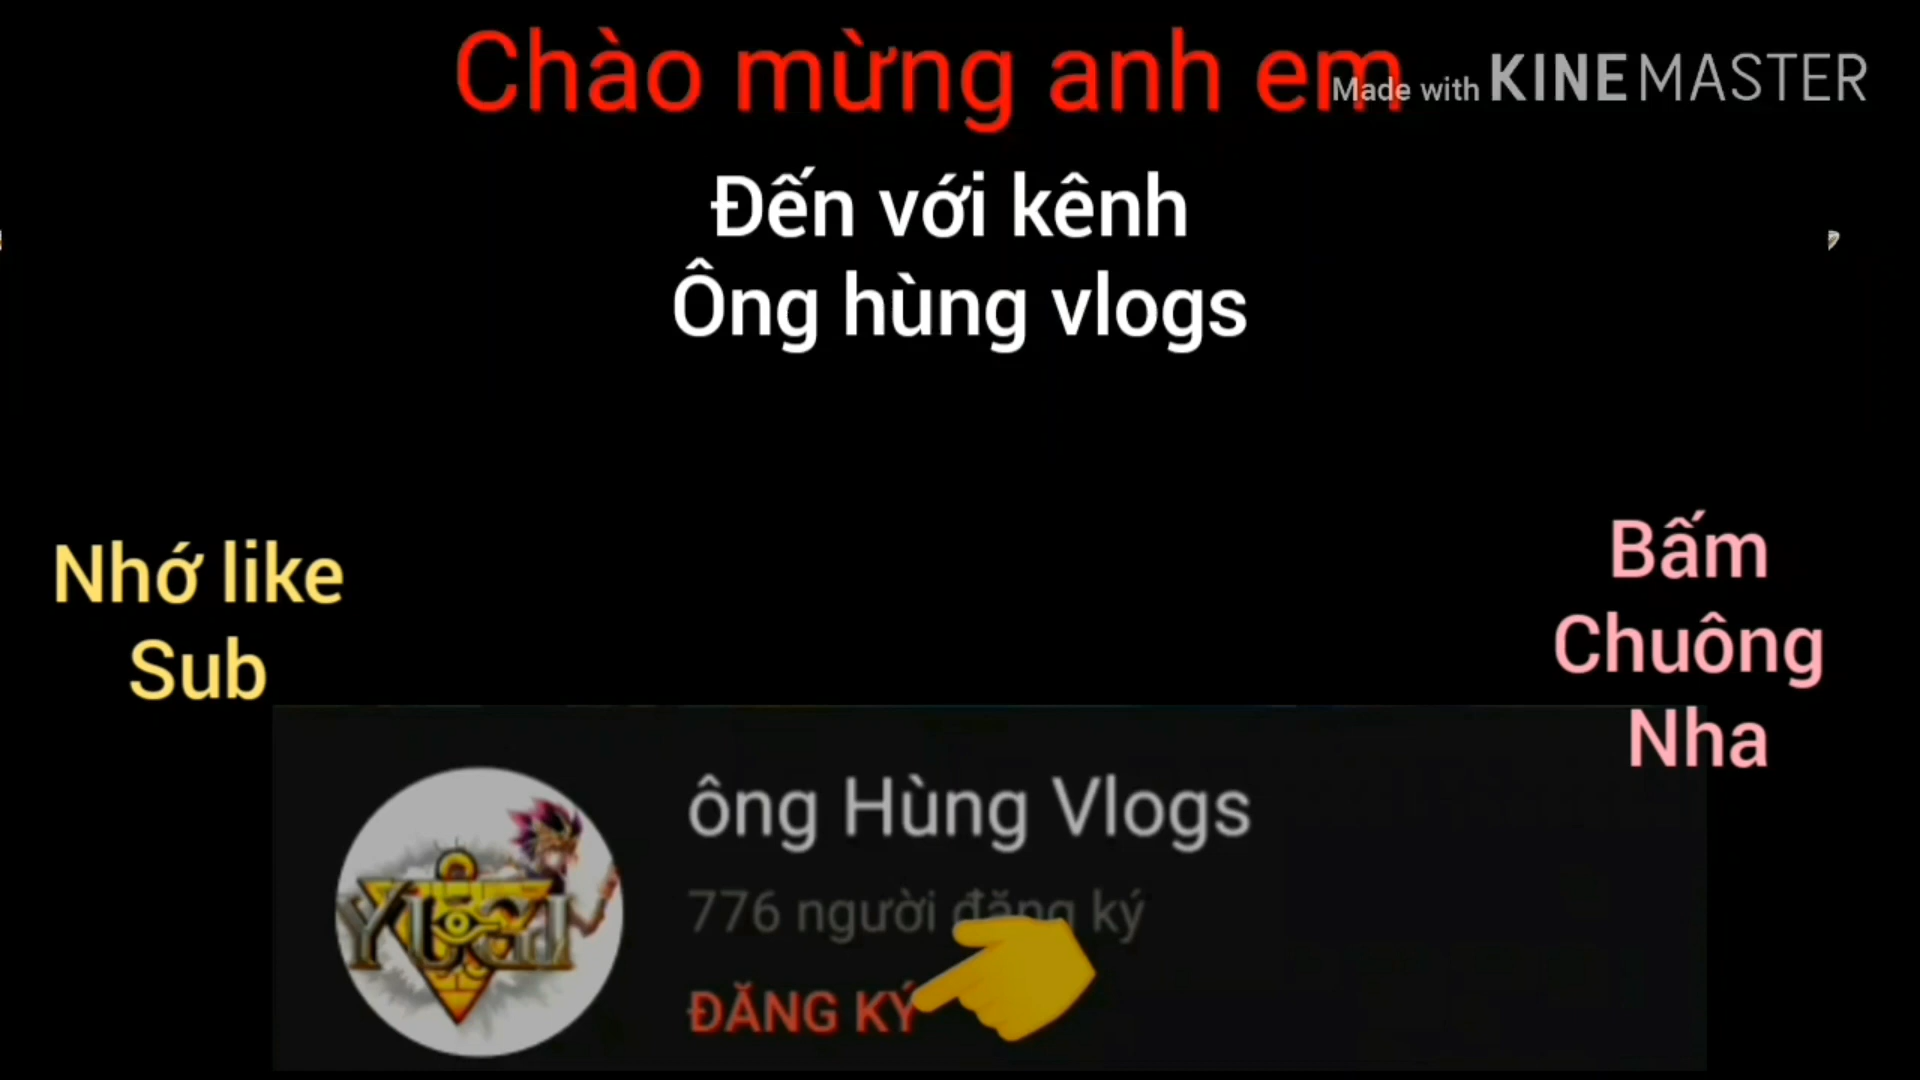 Chào mừng anh em
Made with KINEMASTER
Đến với kênh
Ông hùng vlogs
Nhớ like
Sub
Bấm
Chuông
Nha
ông Hùng Vlogs
776 người đăng ký
ĐĂNG KÝ
YUGI